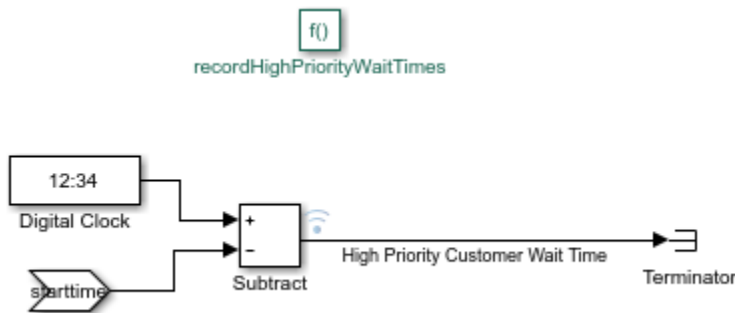 f()
recordHighPriorityWaitTimes
12:34
Digital Clock
+
−
High Priority Customer Wait Time
starttime
Subtract
Terminator